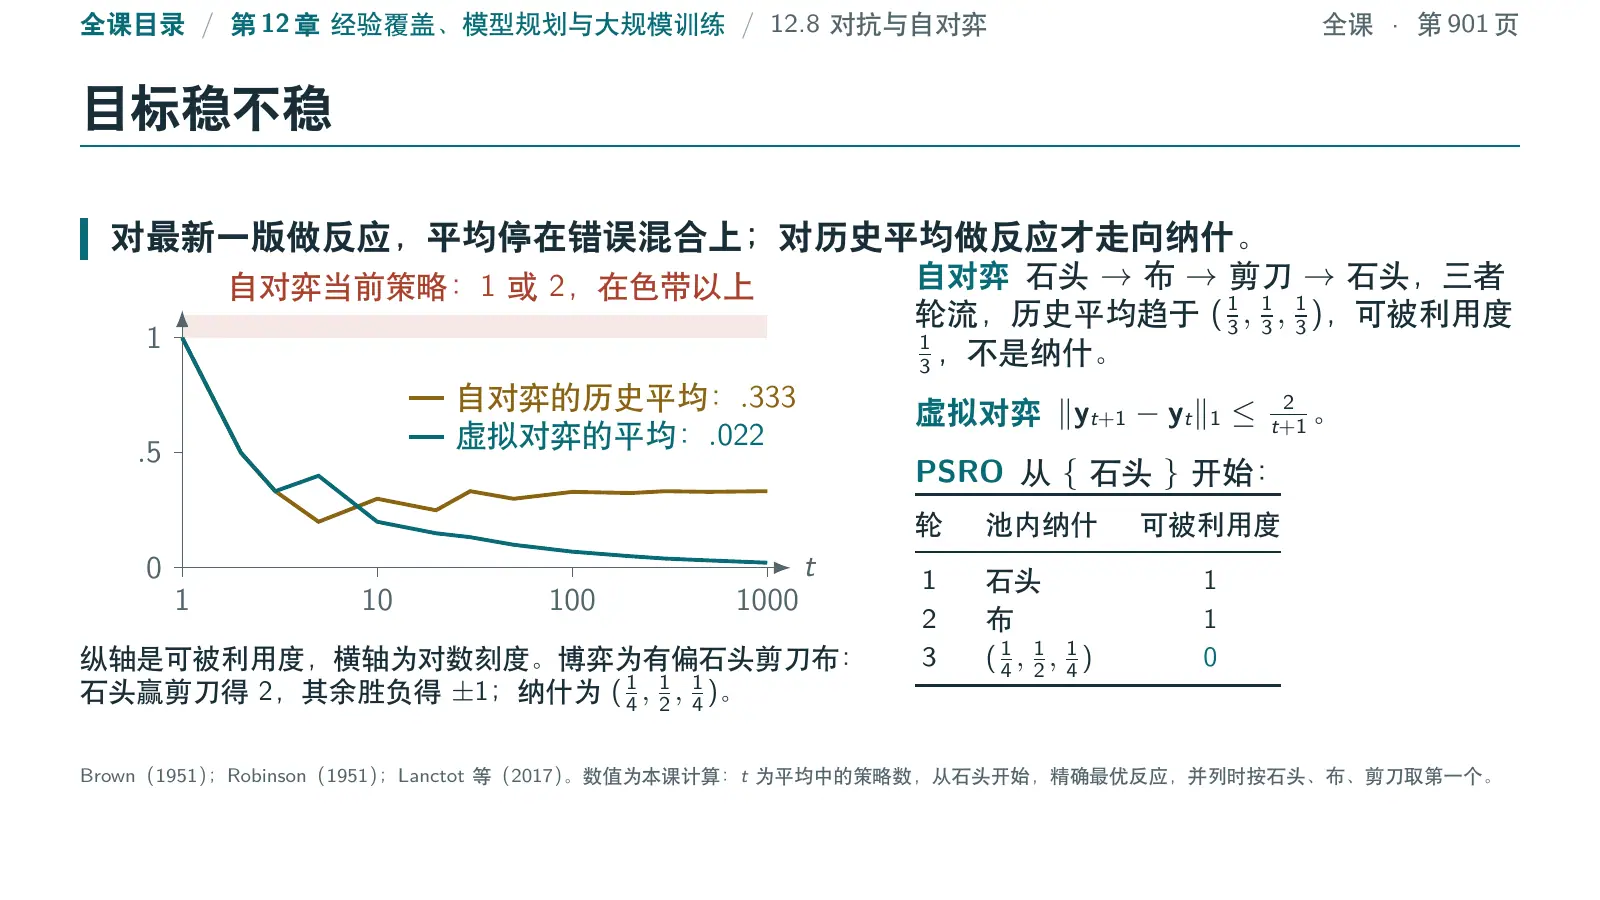 全课目录 / 第 12 章 经验覆盖、模型规划与大规模训练 / 12.8 对抗与自对弈
全课 · 第 901 页
目标稳不稳
对最新一版做反应，平均停在错误混合上；对历史平均做反应才走向纳什。
自对弈当前策略：1 或 2，在色带以上
1
.5
0
自对弈的历史平均：.333
虚拟对弈的平均：.022
t
1 10 100 1000
纵轴是可被利用度，横轴为对数刻度。博弈为有偏石头剪刀布：
石头赢剪刀得 2，其余胜负得 ±1；纳什为 (1/4, 1/2, 1/4)。
自对弈 石头 → 布 → 剪刀 → 石头，三者
轮流，历史平均趋于 (1/3, 1/3, 1/3)，可被利用度
1/3，不是纳什。
虚拟对弈 ‖y_{t+1} − y_t‖_1 ≤ 2/(t+1)。
PSRO 从 { 石头 } 开始：
轮 池内纳什 可被利用度
1 石头 1
2 布 1
3 (1/4, 1/2, 1/4) 0
Brown（1951）；Robinson（1951）；Lanctot 等（2017）。数值为本课计算：t 为平均中的策略数，从石头开始，精确最优反应，并列时按石头、布、剪刀取第一个。